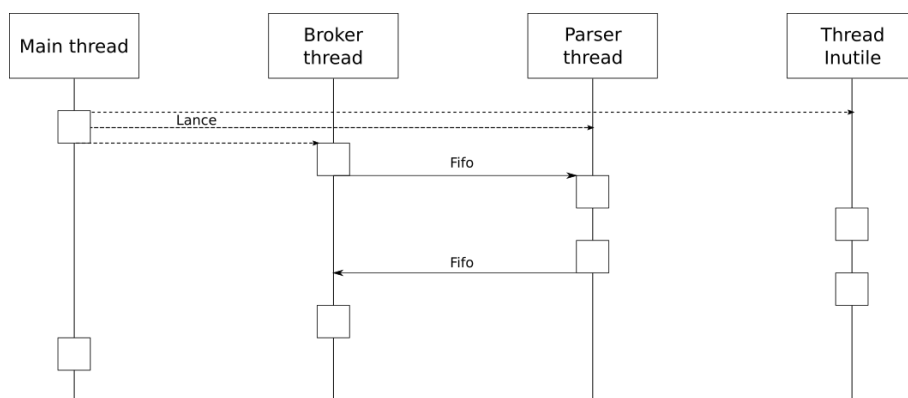 Main thread
Broker
thread
Parser
thread
Thread
Inutile
Lance
Fifo
Fifo